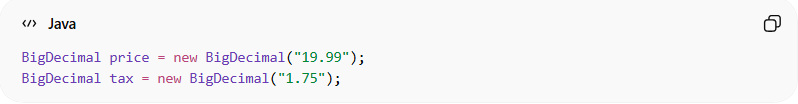 </> Java
BigDecimal price = new BigDecimal("19.99");
BigDecimal tax = new BigDecimal("1.75");